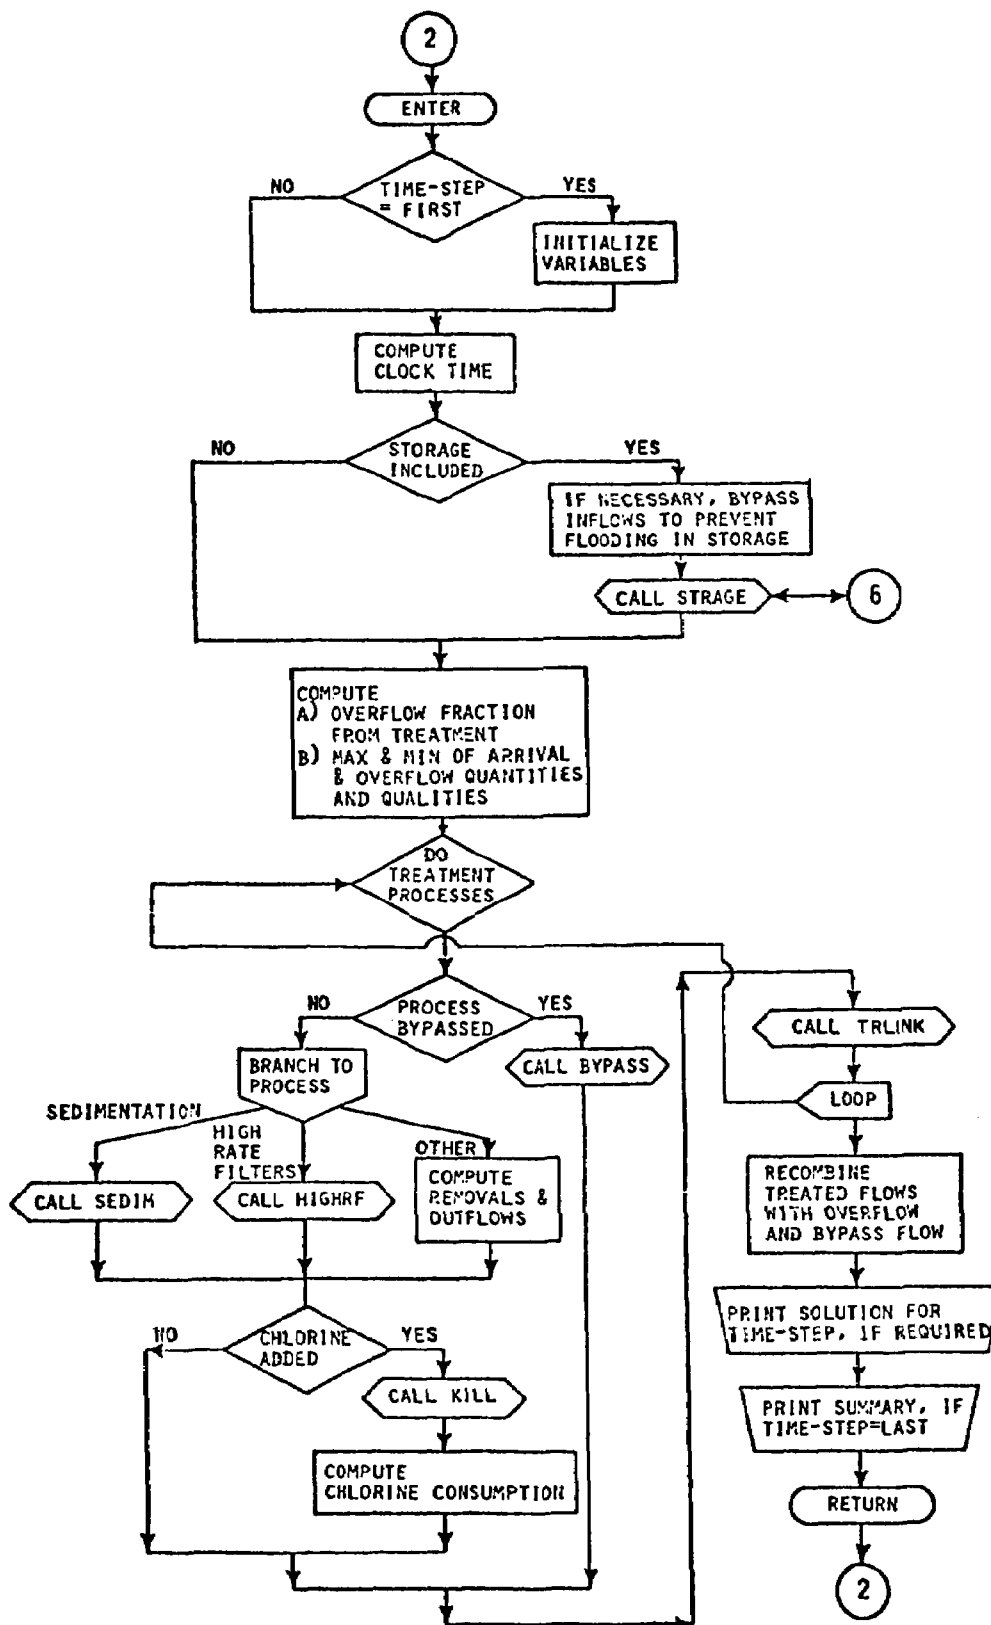 2
ENTER
NO
TIME-STEP
= FIRST
YES
INITIALIZE
VARIABLES
COMPUTE
CLOCK TIME
NO
STORAGE
INCLUDED
YES
IF NECESSARY, BYPASS
INFLOWS TO PREVENT
FLOODING IN STORAGE
CALL STRAGE
6
COMPUTE
A) OVERFLOW FRACTION
FROM TREATMENT
B) MAX & MIN OF ARRIVAL
& OVERFLOW QUANTITIES
AND QUALITIES
DO
TREATMENT
PROCESSES
NO
PROCESS
BYPASSED
YES
BRANCH TO
PROCESS
CALL BYPASS
SEDIMENTATION
HIGH
RATE
FILTERS
OTHER
CALL SEDIM
CALL HIGHRF
COMPUTE
REMOVALS &
OUTFLOWS
NO
CHLORINE
ADDED
YES
CALL KILL
COMPUTE
CHLORINE CONSUMPTION
CALL TRLINK
LOOP
RECOMBINE
TREATED FLOWS
WITH OVERFLOW
AND BYPASS FLOW
PRINT SOLUTION FOR
TIME-STEP, IF REQUIRED
PRINT SUMMARY, IF
TIME-STEP=LAST
RETURN
2